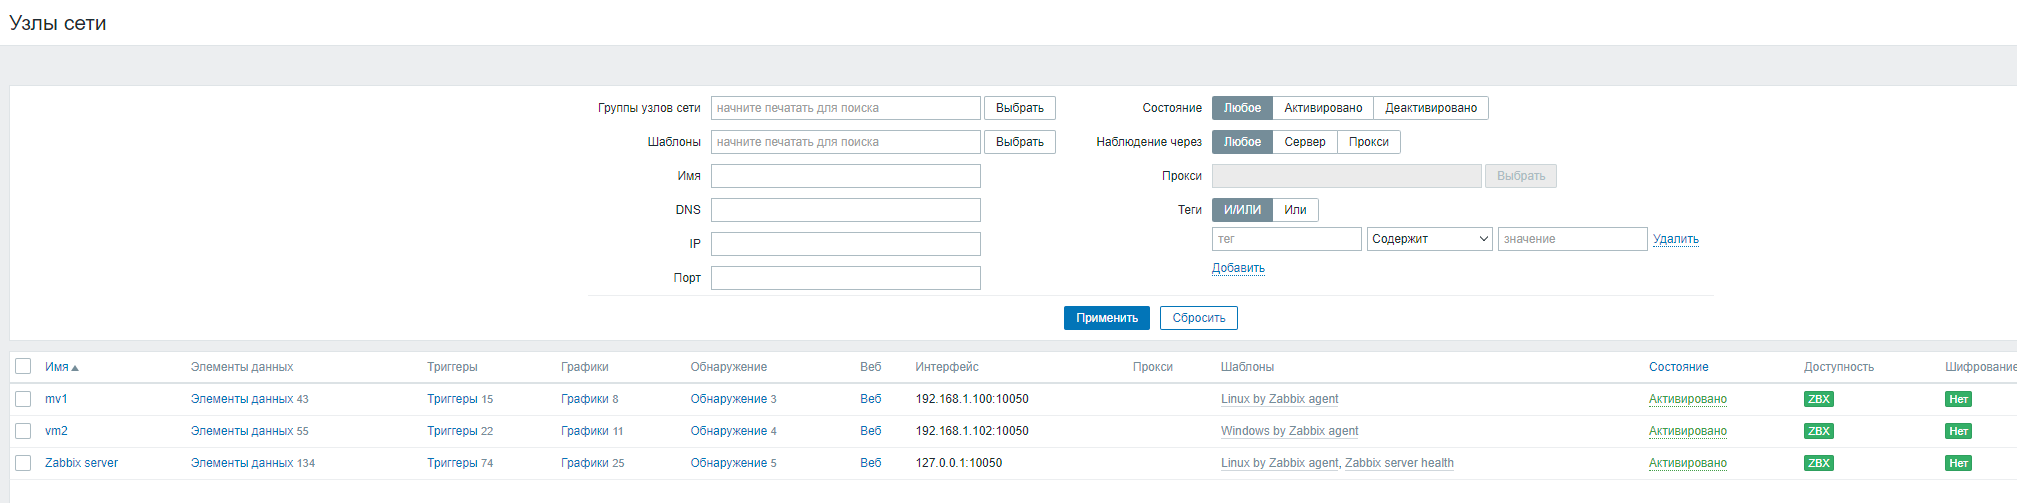 Узлы сети
Группы узлов сети начните печатать для поиска Выбрать Состояние Любое Активировано Деактивировано
Шаблоны начните печатать для поиска Выбрать Наблюдение через Любое Сервер Прокси
Имя Прокси Выбрать
DNS Теги И/ИЛИ Или
IP тег Содержит значение Удалить
Порт Добавить
Применить Сбросить
Имя Элементы данных Триггеры Графики Обнаружение Веб Интерфейс Прокси Шаблоны Состояние Доступность Шифрование
mv1 Элементы данных 43 Триггеры 15 Графики 8 Обнаружение 3 Веб 192.168.1.100:10050 Linux by Zabbix agent Активировано ZBX Нет
vm2 Элементы данных 55 Триггеры 22 Графики 11 Обнаружение 4 Веб 192.168.1.102:10050 Windows by Zabbix agent Активировано ZBX Нет
Zabbix server Элементы данных 134 Триггеры 74 Графики 25 Обнаружение 5 Веб 127.0.0.1:10050 Linux by Zabbix agent, Zabbix server health Активировано ZBX Нет